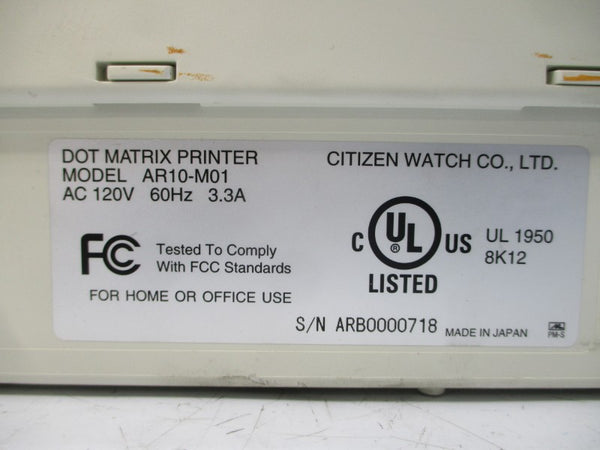 DOT MATRIX PRINTER
MODEL AR10-M01
AC 120V 60Hz 3.3A
CITIZEN WATCH CO., LTD.
FC Tested To Comply
With FCC Standards
FOR HOME OR OFFICE USE
C UL ® US
LISTED
UL 1950
8K12
S/N ARB0000718
MADE IN JAPAN
PM-S